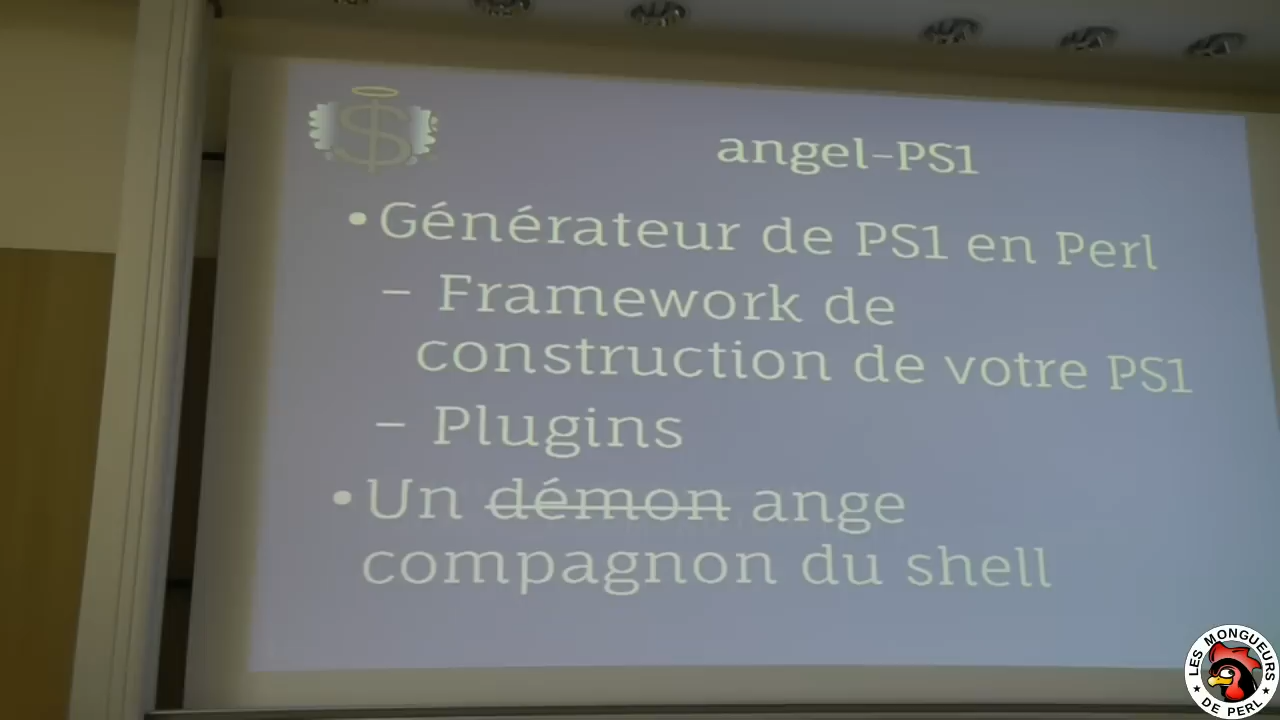 $
angel-PS1
•Générateur de PS1 en Perl
– Framework de
construction de votre PS1
– Plugins
•Un démon ange
compagnon du shell
LES MONGUEURS
★ DE PERL ★